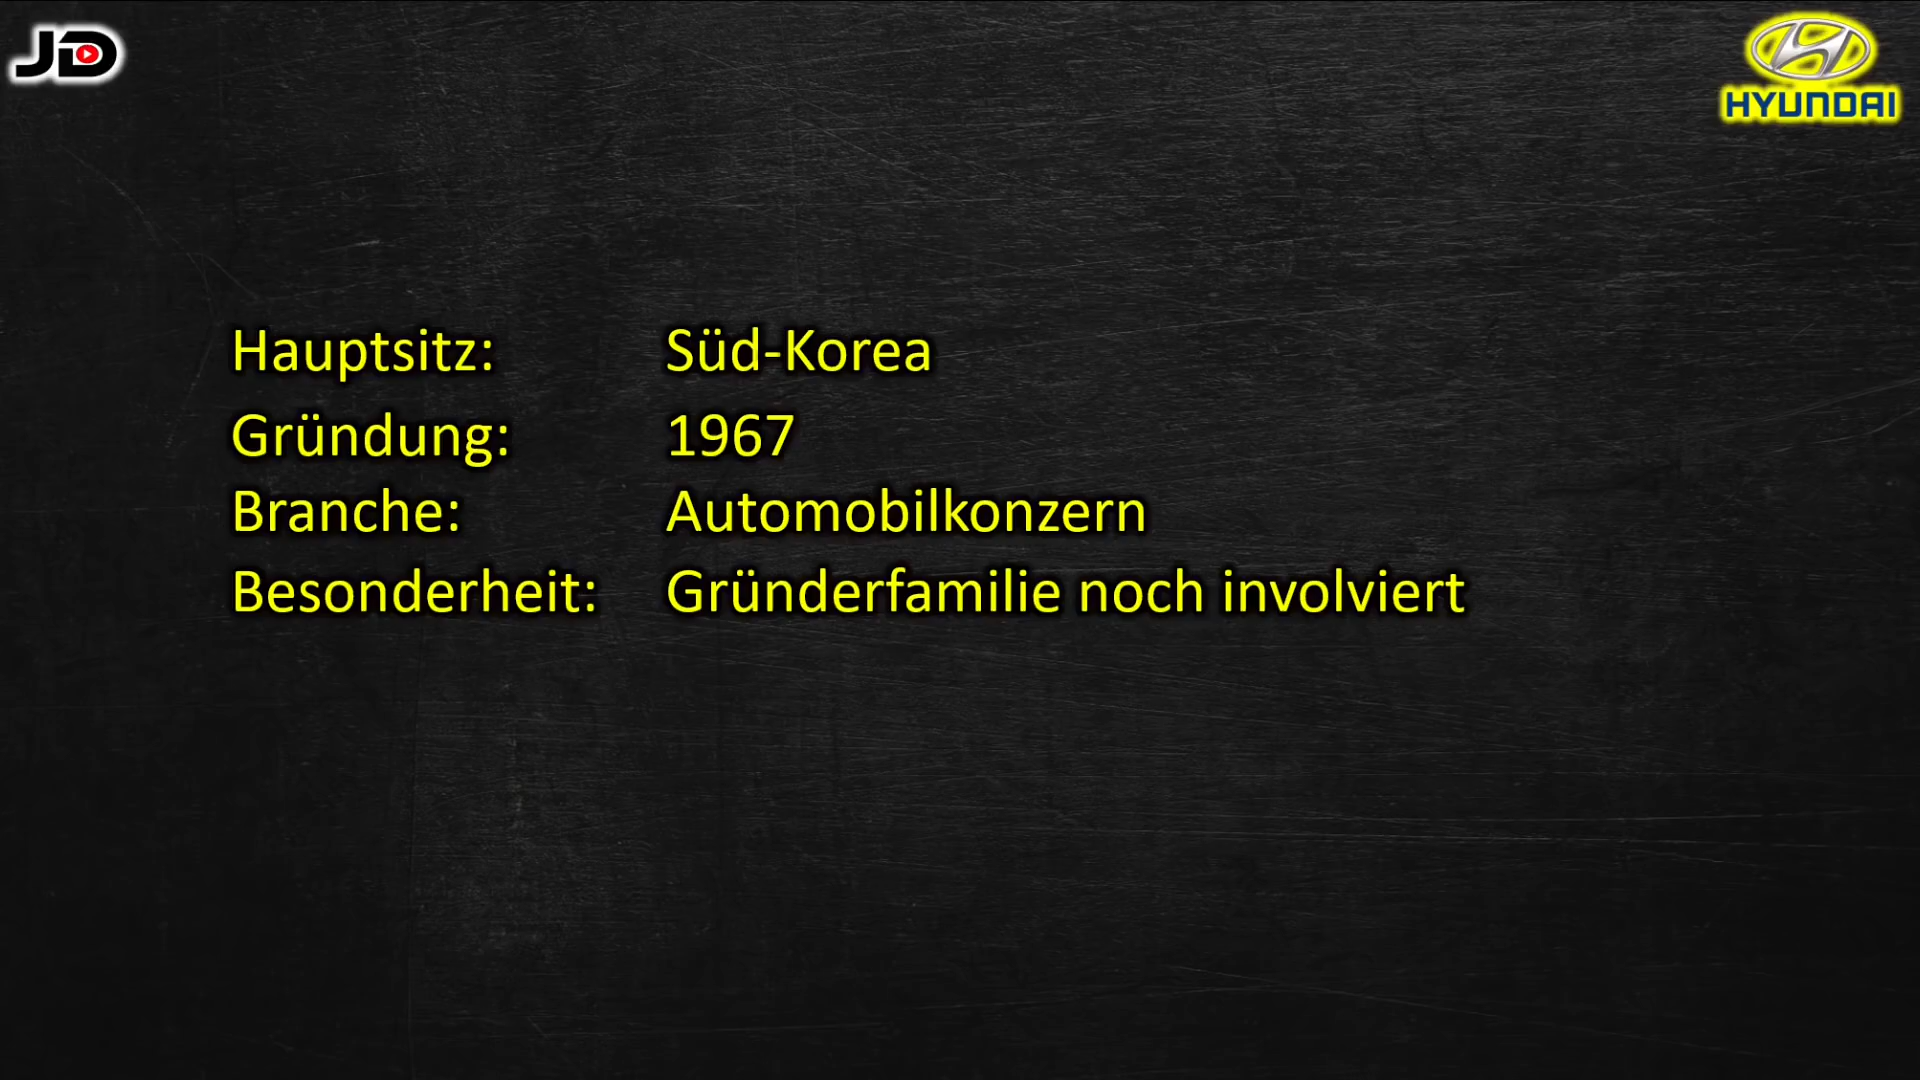 JD
HYUNDAI
Hauptsitz: Süd-Korea
Gründung: 1967
Branche: Automobilkonzern
Besonderheit: Gründerfamilie noch involviert